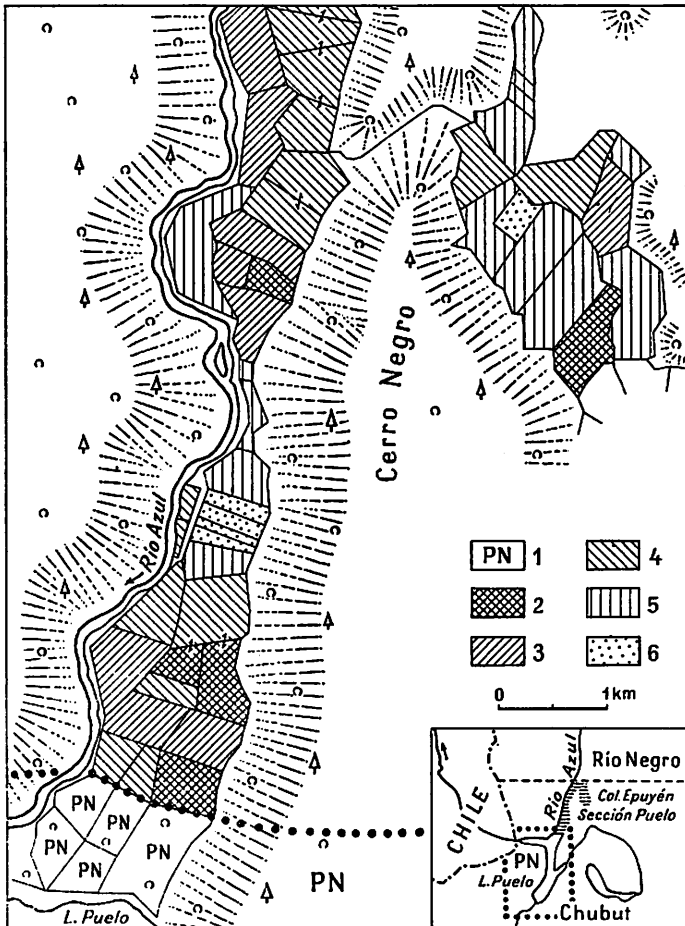 Cerro Negro
Río Azul
PN 1
2
3
4
5
6
0 1km
PN
PN
PN
PN
PN
PN
L. Puelo
Río Negro
Río Azul
Col. Epuyén
Sección Puelo
CHILE
PN
L. Puelo
Chubut